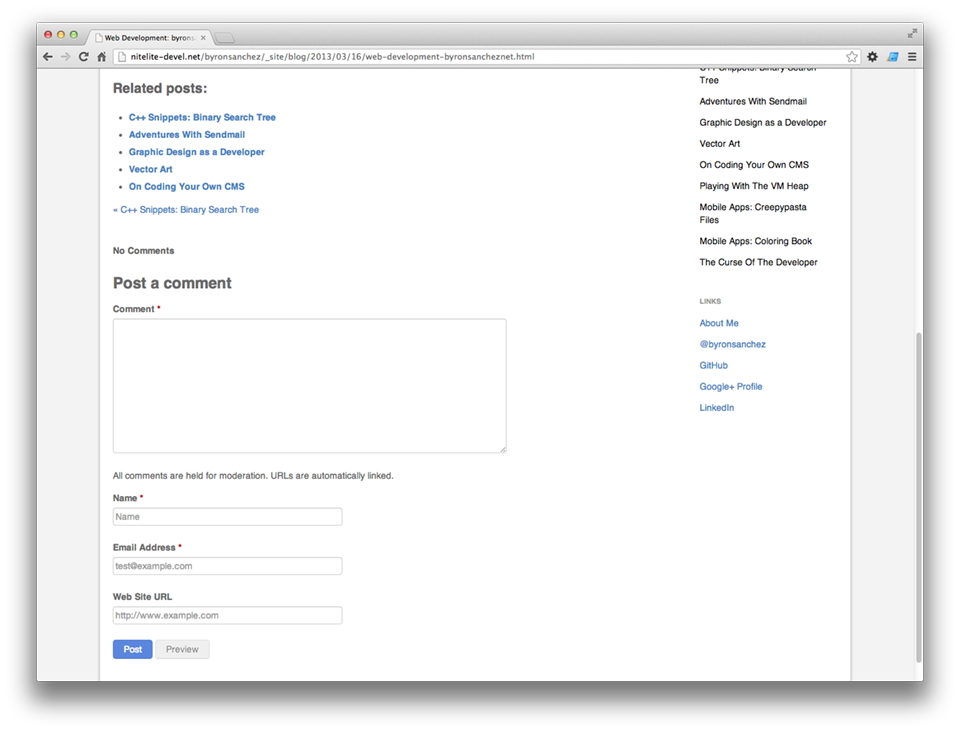 Web Development: byrons
nitelite-devel.net/byronsanchez/_site/blog/2013/03/16/web-development-byronsancheznet.html
Related posts:
C++ Snippets: Binary Search Tree
Adventures With Sendmail
Graphic Design as a Developer
Vector Art
On Coding Your Own CMS
« C++ Snippets: Binary Search Tree
No Comments
Post a comment
Comment *
All comments are held for moderation. URLs are automatically linked.
Name *
Name
Email Address *
test@example.com
Web Site URL
http://www.example.com
Post Preview
C++ Snippets: Binary Search
Tree
Adventures With Sendmail
Graphic Design as a Developer
Vector Art
On Coding Your Own CMS
Playing With The VM Heap
Mobile Apps: Creepypasta
Files
Mobile Apps: Coloring Book
The Curse Of The Developer
LINKS
About Me
@byronsanchez
GitHub
Google+ Profile
LinkedIn